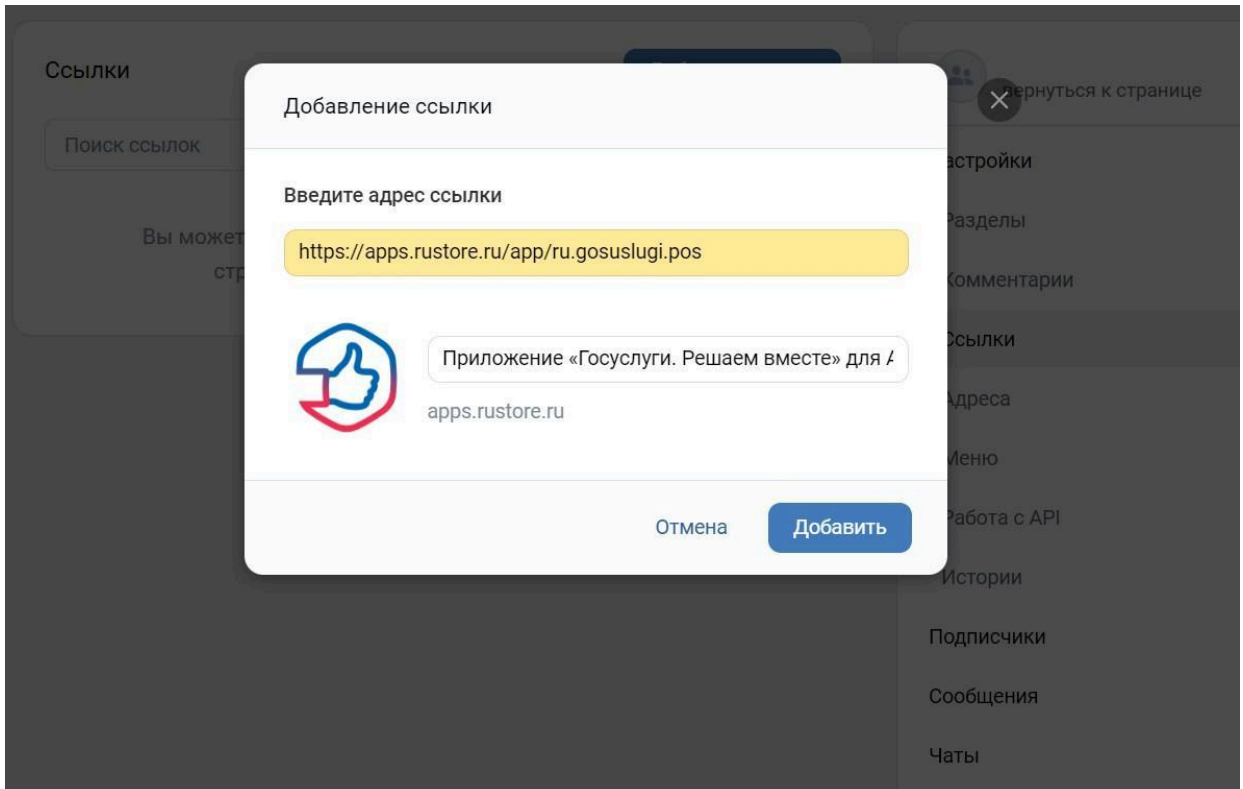 Ссылки
Поиск ссылок
Вы может
стр
Добавление ссылки
Введите адрес ссылки
https://apps.rustore.ru/app/ru.gosuslugi.pos
Приложение «Госуслуги. Решаем вместе» для
apps.rustore.ru
Отмена
Добавить
вернуться к странице
астройки
Разделы
Комментарии
Ссылки
Адреса
Меню
Работа с API
Истории
Подписчики
Сообщения
Чаты